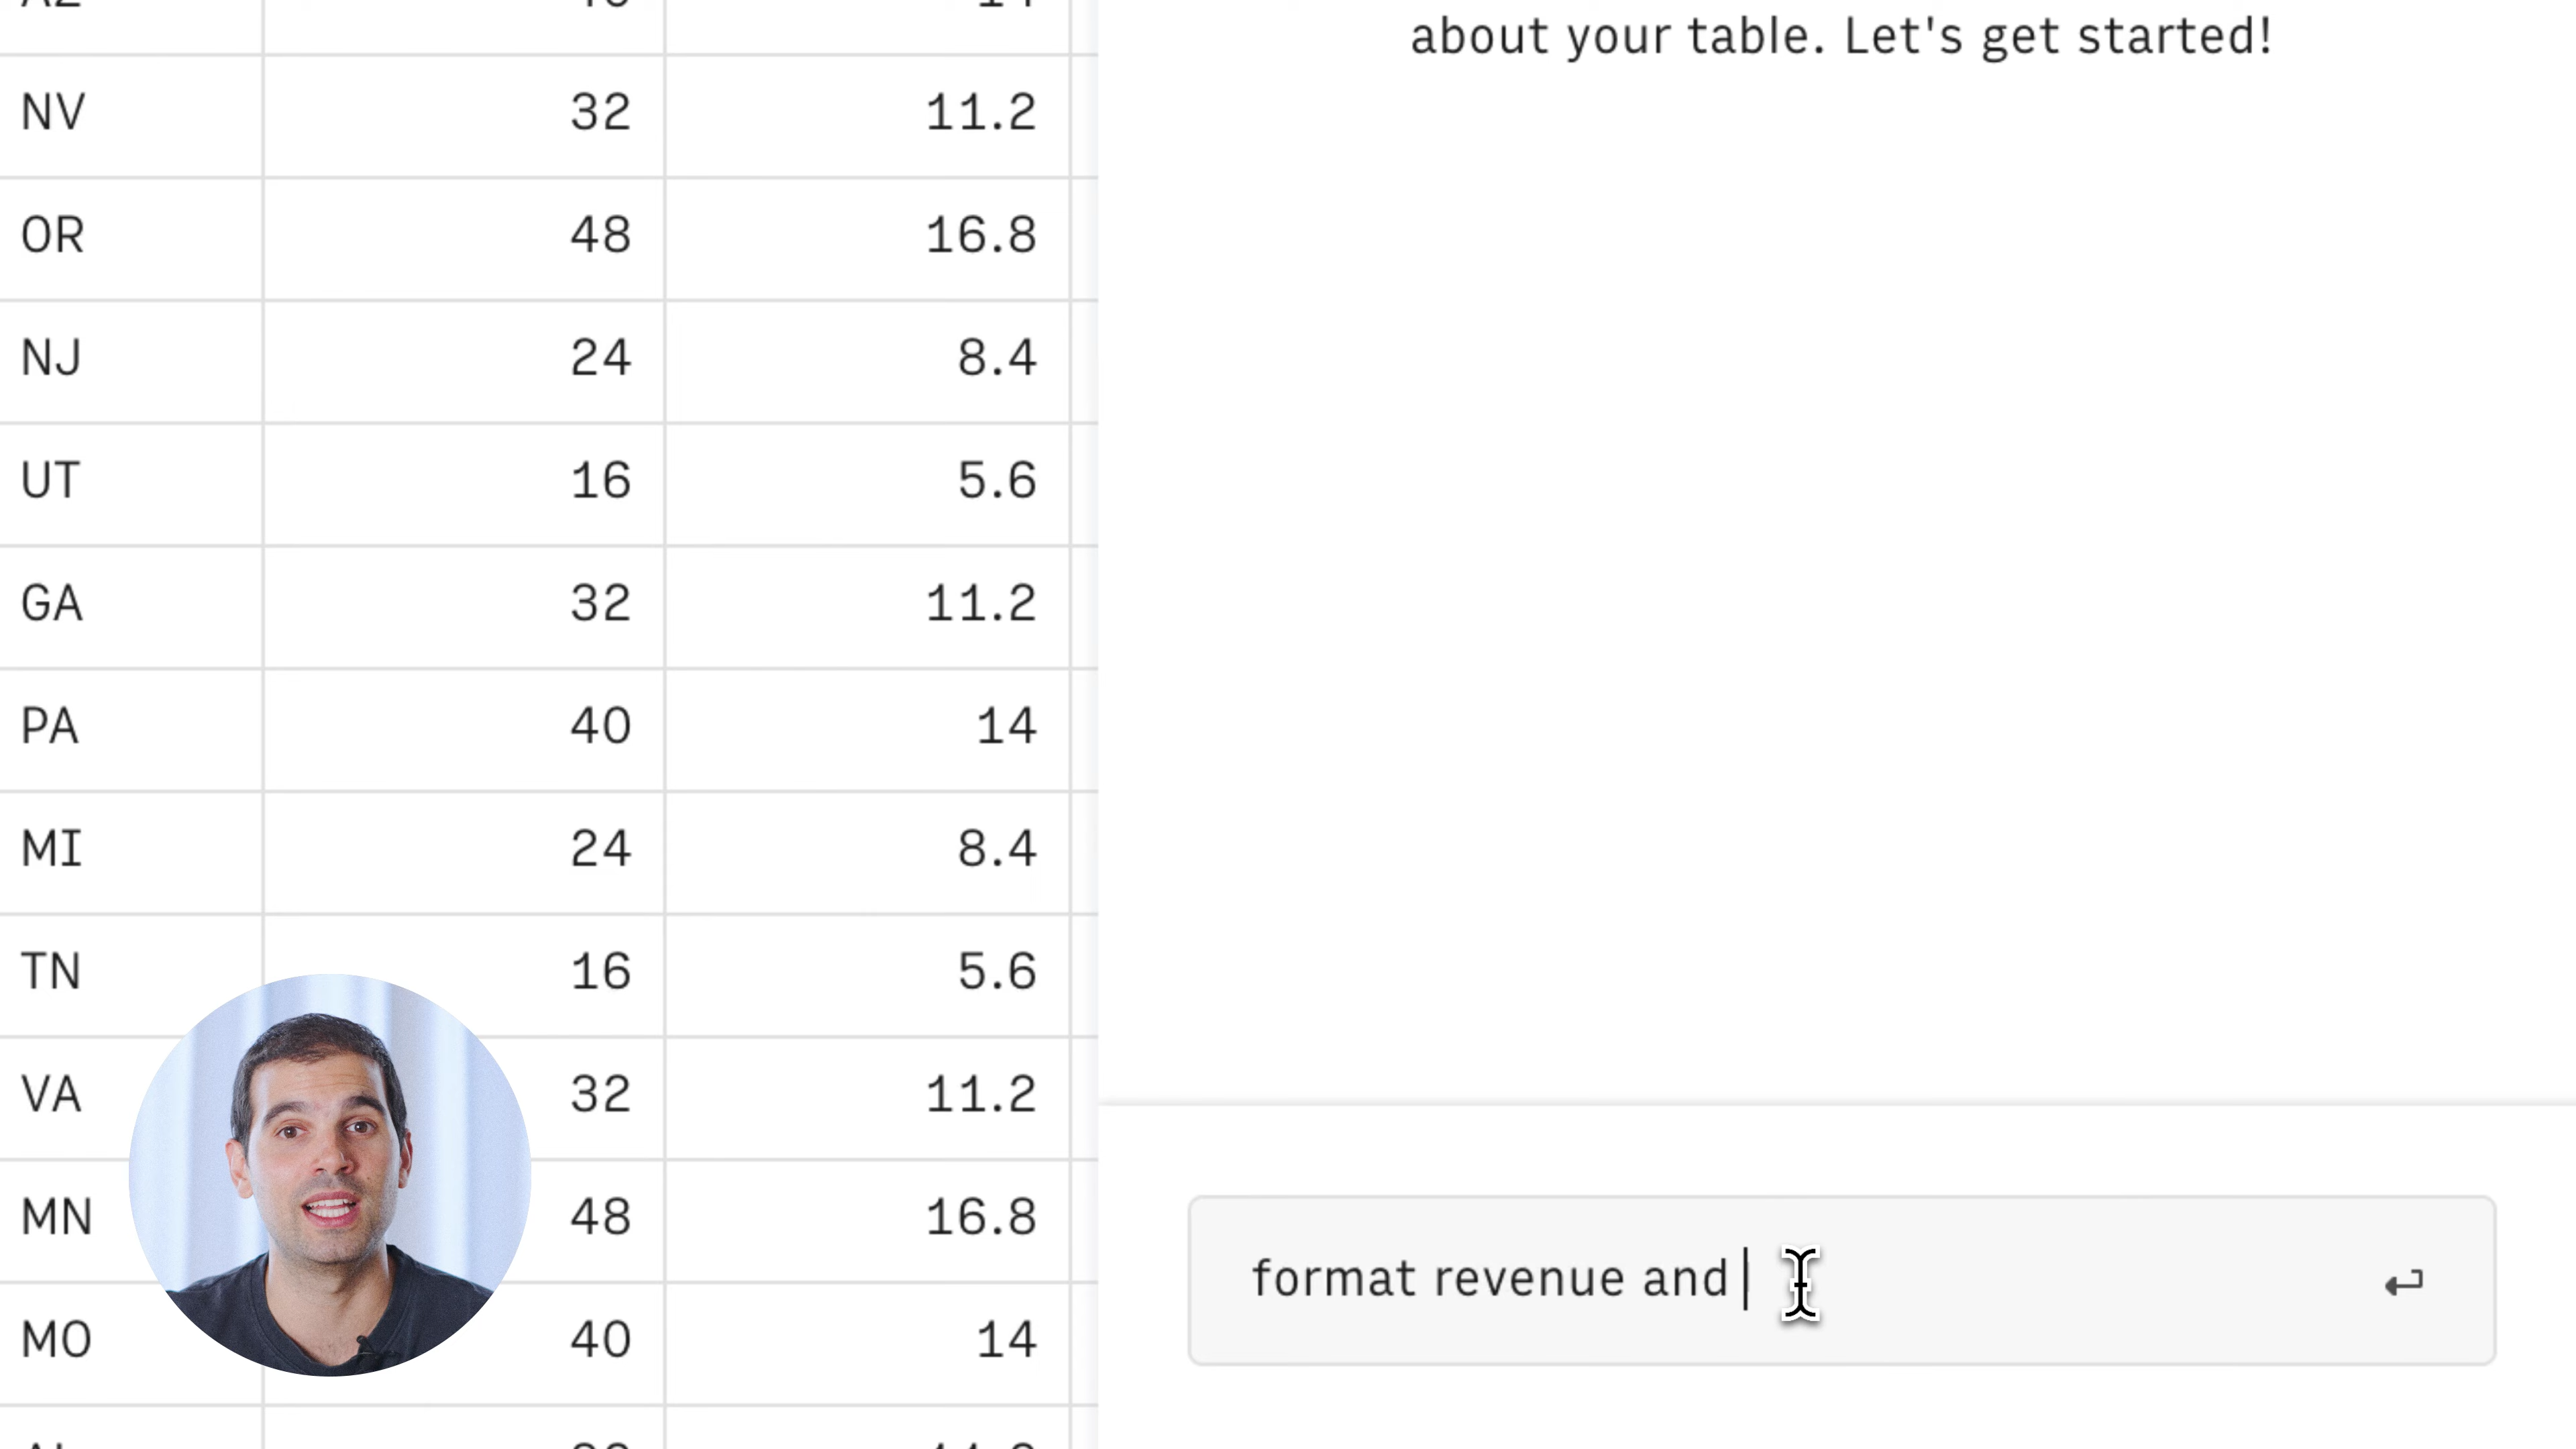 about your table. Let's get started!
NV 32 11.2
OR 48 16.8
NJ 24 8.4
UT 16 5.6
GA 32 11.2
PA 40 14
MI 24 8.4
TN 16 5.6
VA 32 11.2
MN 48 16.8
MO 40 14
format revenue and